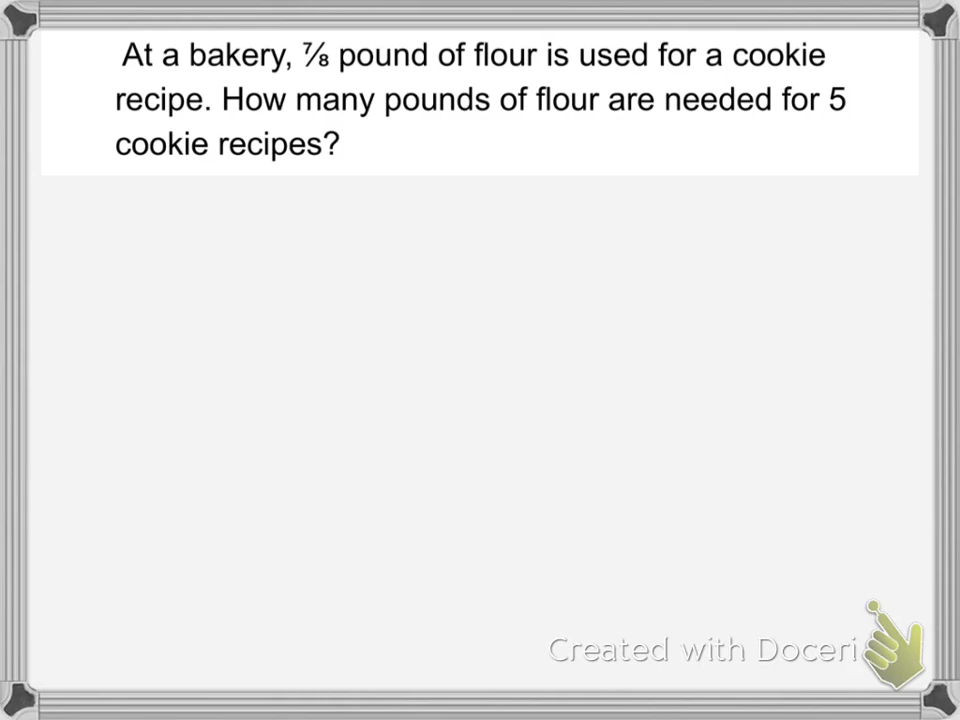 At a bakery, ⅞ pound of flour is used for a cookie
recipe. How many pounds of flour are needed for 5
cookie recipes?
Created with Doceri